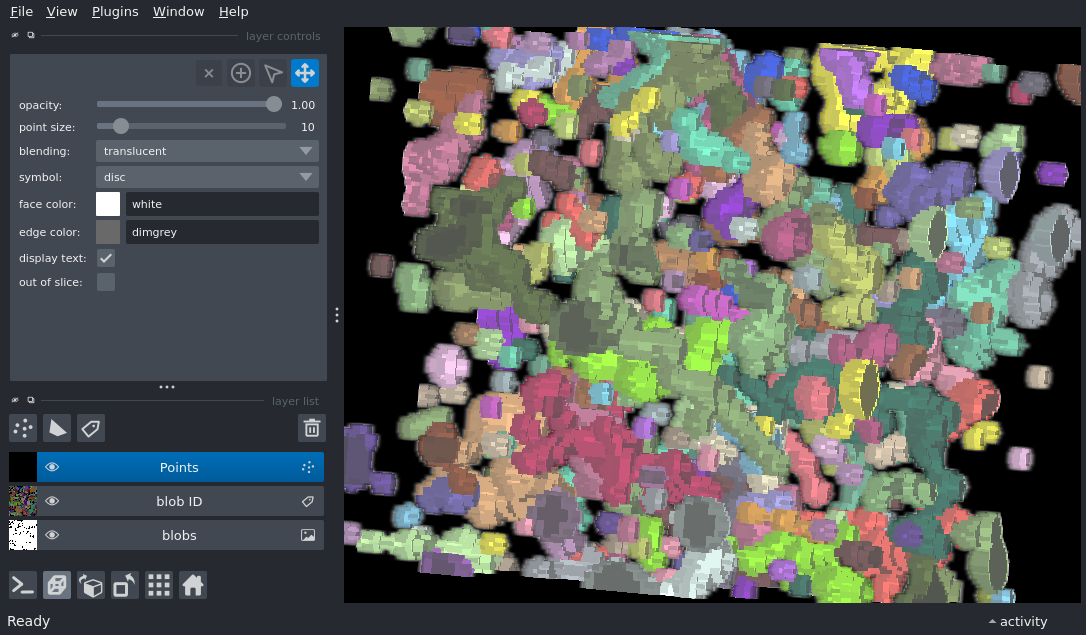 File View Plugins Window Help
layer controls
opacity: 1.00
point size: 10
blending: translucent
symbol: disc
face color: white
edge color: dimgrey
display text:
out of slice:
layer list
Points
blob ID
blobs
Ready
activity